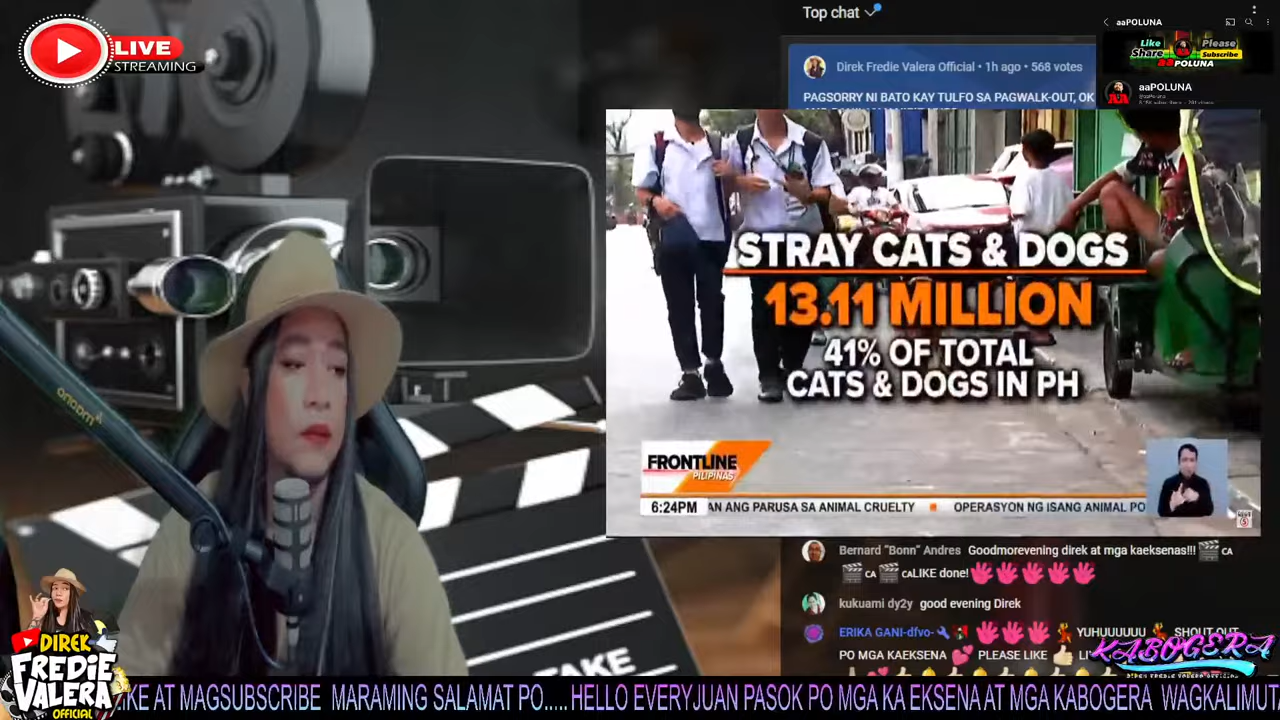 LIVE
STREAMING
Top chat
Direk Fredie Valera Official • 1h ago • 568 votes
PAGSORRY NI BATO KAY TULFO SA PAGWALK-OUT, OK
aaPOLUNA
Like
Share
Please
Subscribe
aaPOLUNA
aaPOLUNA
maono
STRAY CATS & DOGS
13.11 MILLION
41% OF TOTAL
CATS & DOGS IN PH
FRONTLINE
PILIPINAS
6:24PM
AN ANG PARUSA SA ANIMAL CRUELTY
OPERASYON NG ISANG ANIMAL PO
Bernard "Bonn" Andres Goodmorevening direk at mga kaeksenas!!! CA
CA CALIKE done!
kukuami dy2y good evening Direk
ERIKA GANI-dfvo- YUHUUUUUU SHOUT OUT
PO MGA KAEKSENA PLEASE LIKE
KABOGERA
DIREK
FREDIE
VALERA
OFFICIAL
TAKE
IKE AT MAGSUBSCRIBE MARAMING SALAMAT PO..... HELLO EVERYJUAN PASOK PO MGA KA EKSENA AT MGA KABOGERA WAGKALIMUT